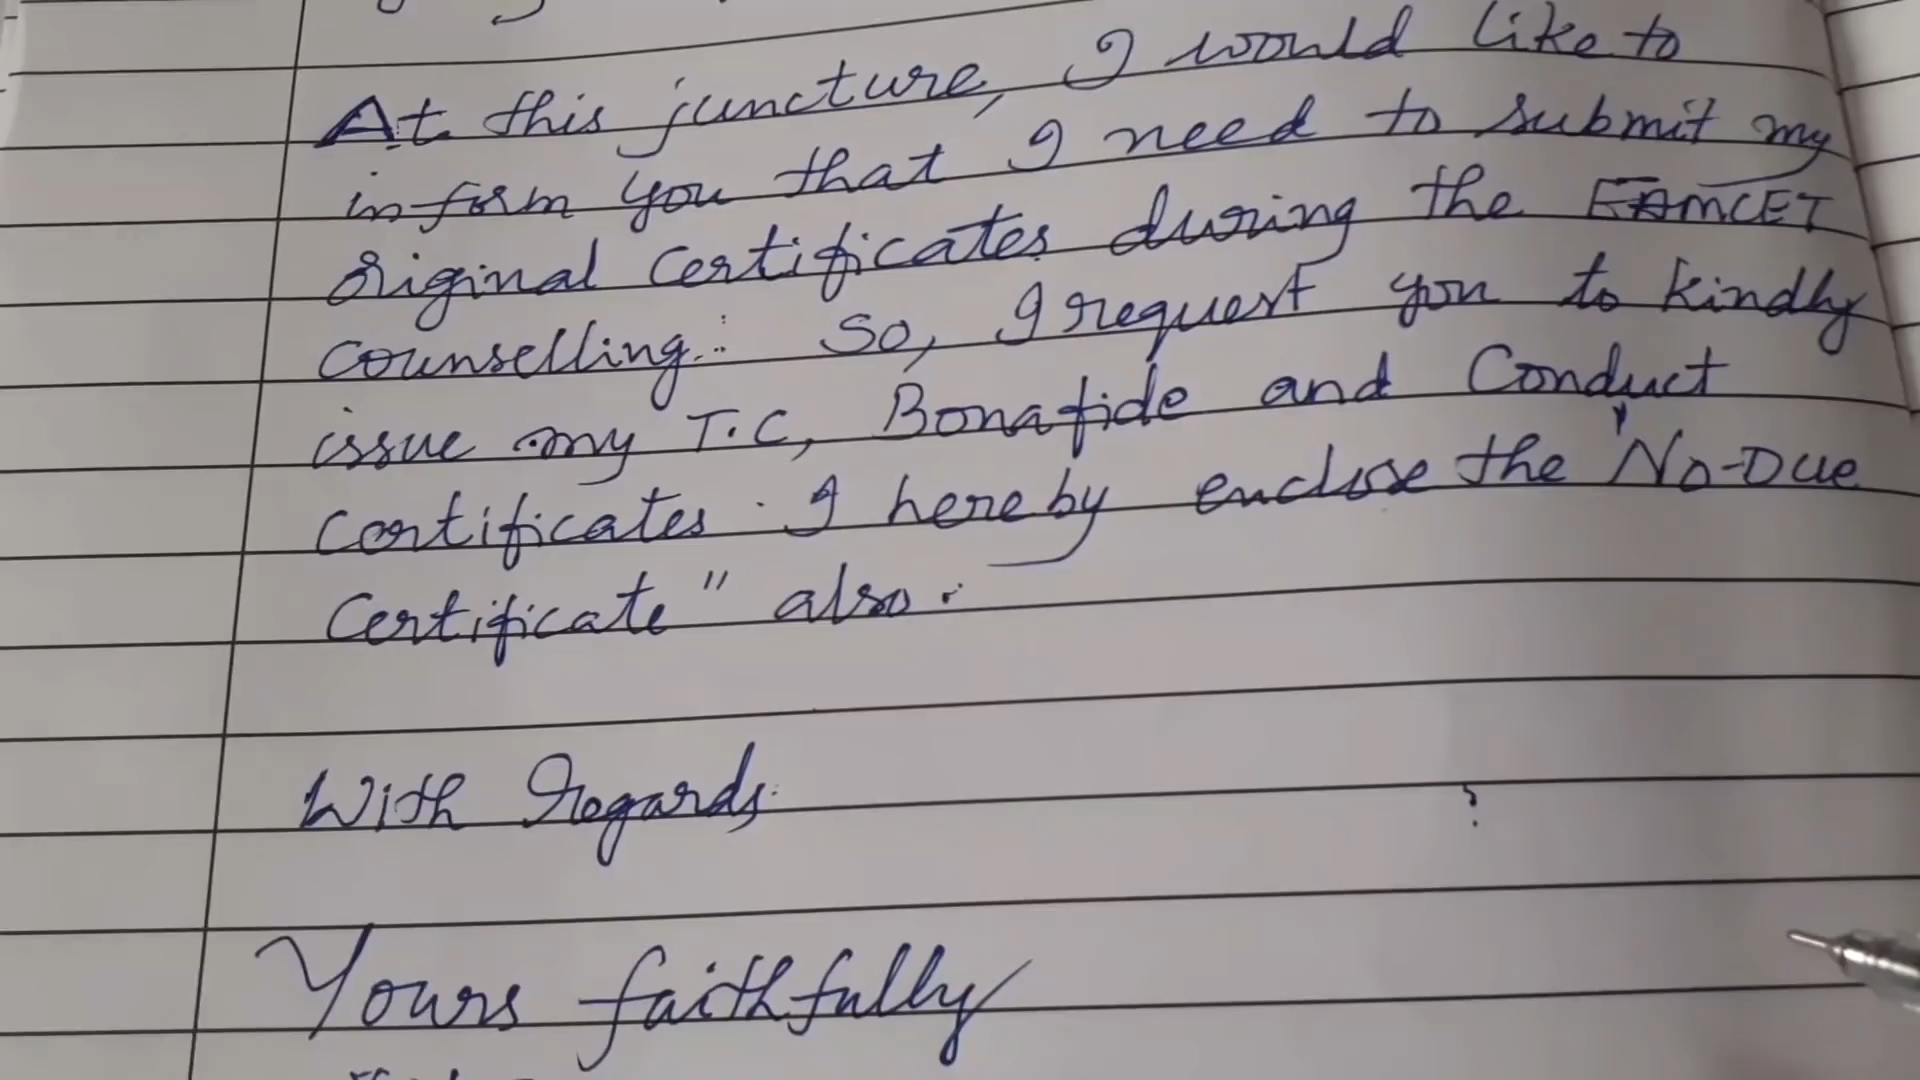 At this juncture, I would like to
inform you that I need to submit my
original certificates during the EAMCET
counselling. So, I request you to kindly
issue my T.C, Bonafide and Conduct
certificates. I hereby enclose the "No-Due
Certificate" also.
With regards
Yours faithfully